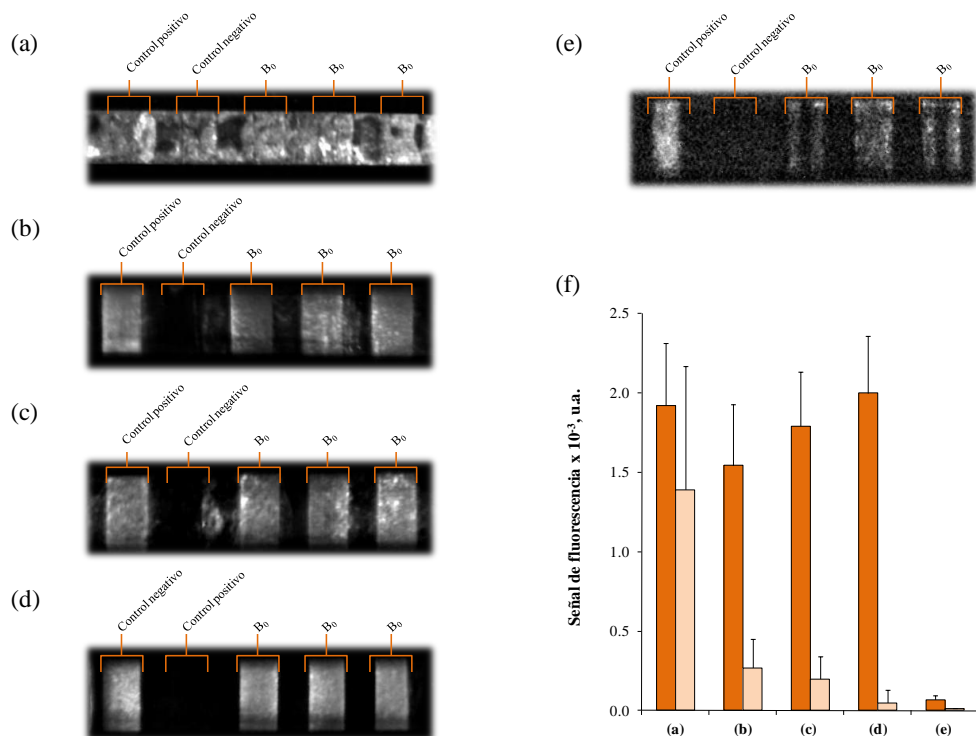 (a)
Control positivo
Control negativo
B₀
B₀
B₀
(b)
Control positivo
Control negativo
B₀
B₀
B₀
(c)
Control positivo
Control negativo
B₀
B₀
B₀
(d)
Control negativo
Control positivo
B₀
B₀
B₀
(e)
Control positivo
Control negativo
B₀
B₀
B₀
(f)
Señal de fluorescencia x 10⁻³, u.a.
2.5
2.0
1.5
1.0
0.5
0.0
(a) (b) (c) (d) (e)